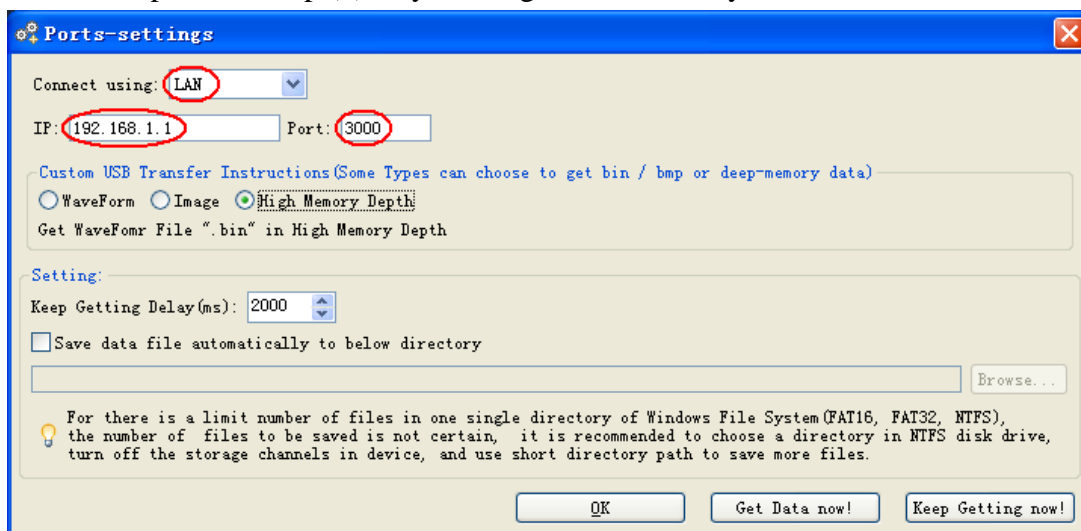 Ports-settings
Connect using: LAN
IP: 192.168.1.1 Port: 3000
Custom USB Transfer Instructions(Some Types can choose to get bin / bmp or deep-memory data)
WaveForm Image High Memory Depth
Get WaveFomr File ".bin" in High Memory Depth
Setting:
Keep Getting Delay(ms): 2000
Save data file automatically to below directory
Browse...
For there is a limit number of files in one single directory of Windows File System(FAT16, FAT32, NTFS),
the number of files to be saved is not certain, it is recommended to choose a directory in NTFS disk drive,
turn off the storage channels in device, and use short directory path to save more files.
OK Get Data now! Keep Getting now!